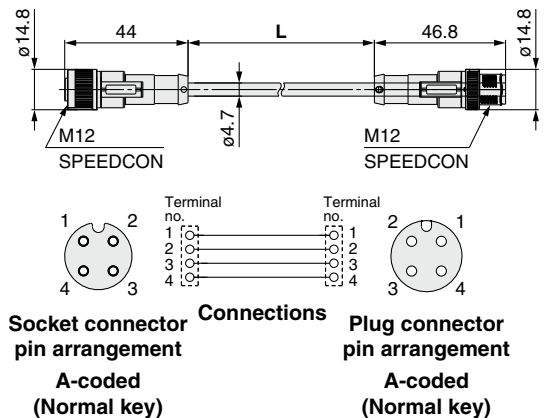 ø14.8
44
L
46.8
ø14.8
ø4.7
M12
SPEEDCON
M12
SPEEDCON
Terminal
no.
Terminal
no.
1 2
4 3
1
2
3
4
1
2
3
4
2 1
3 4
Connections
Socket connector
pin arrangement
A-coded
(Normal key)
Plug connector
pin arrangement
A-coded
(Normal key)